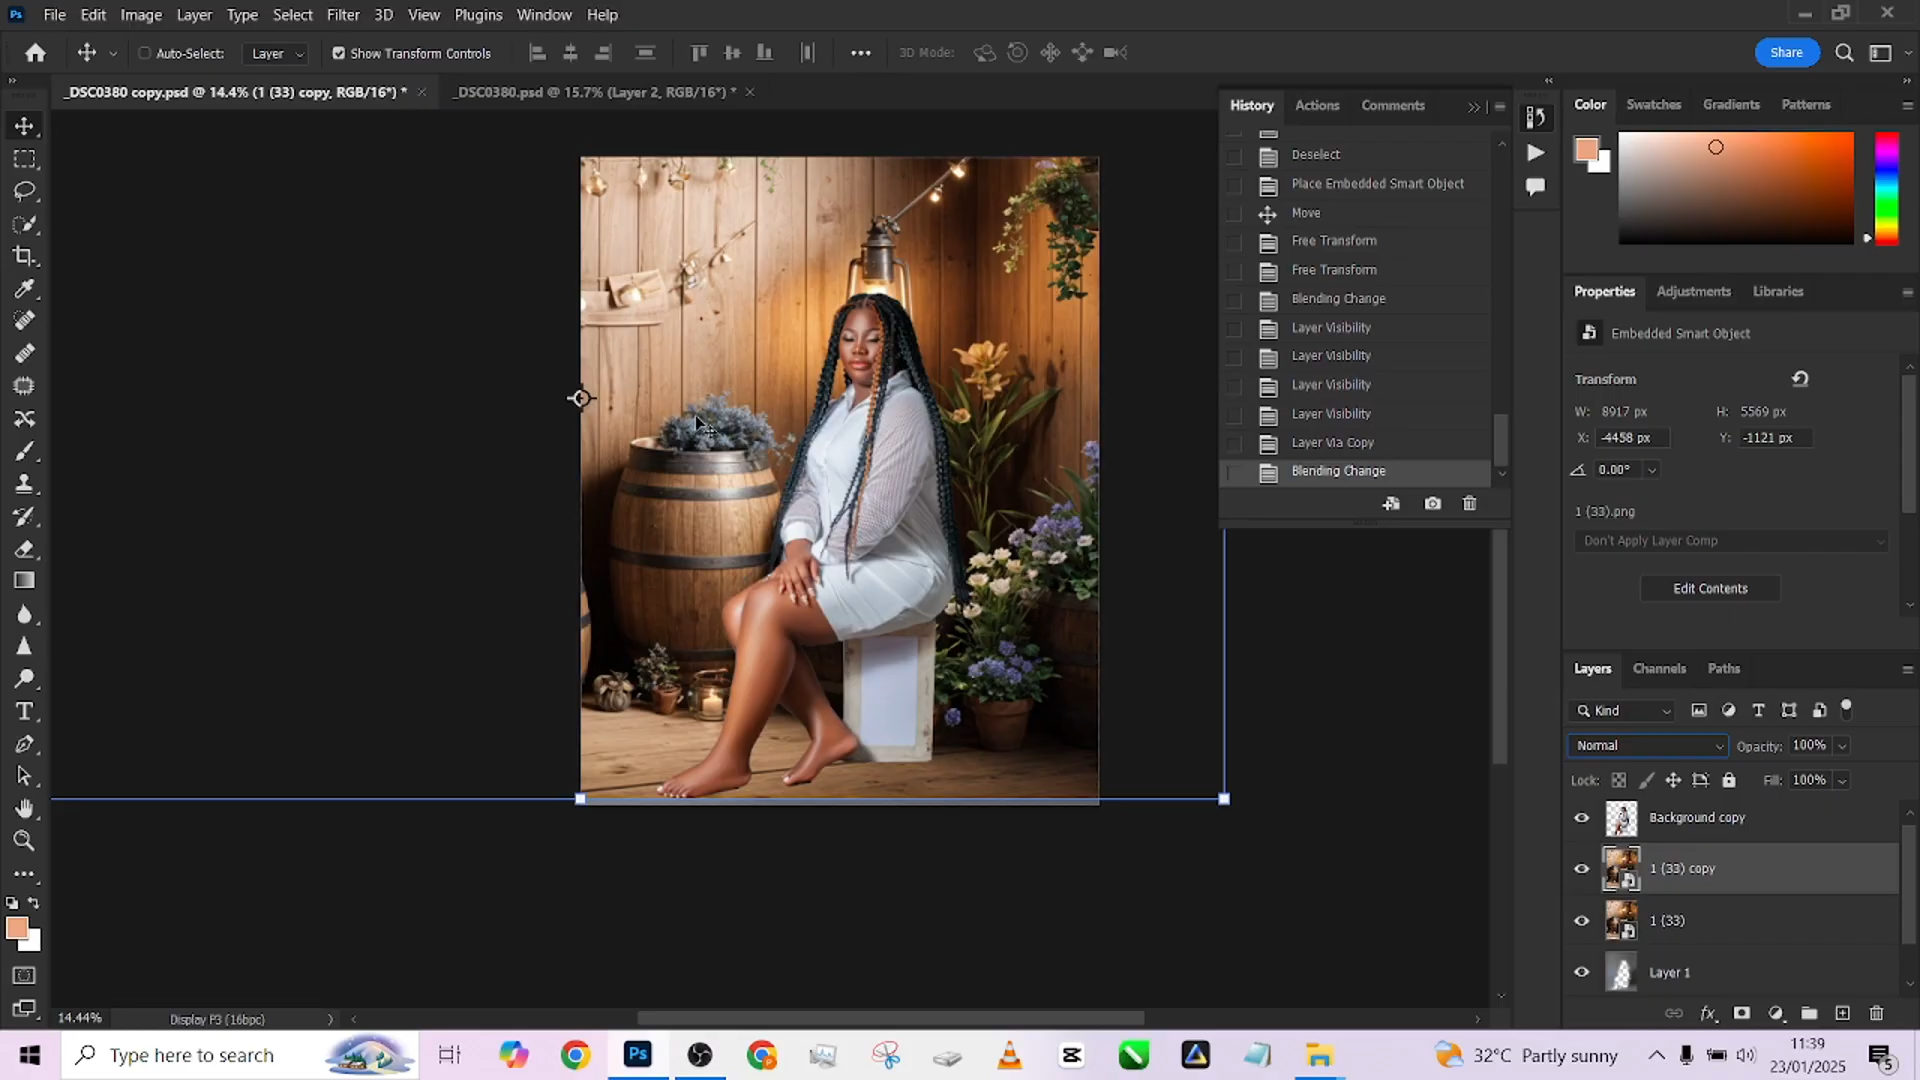 Ps File Edit Image Layer Type Select Filter 3D View Plugins Window Help
Auto-Select: Layer Show Transform Controls 3D Mode: Share
_DSC0380 copy.psd @ 14.4% (1 (33) copy, RGB/16*) * _DSC0380.psd @ 15.7% (Layer 2, RGB/16*) *
History Actions Comments
Deselect
Place Embedded Smart Object
Move
Free Transform
Free Transform
Blending Change
Layer Visibility
Layer Visibility
Layer Visibility
Layer Visibility
Layer Via Copy
Blending Change
Color Swatches Gradients Patterns
Properties Adjustments Libraries
Embedded Smart Object
Transform
W: 8917 px H: 5569 px
X: -4458 px Y: -1121 px
0.00°
1 (33).png
Don't Apply Layer Comp
Edit Contents
Layers Channels Paths
Kind
Normal Opacity: 100%
Lock: Fill: 100%
Background copy
1 (33) copy
1 (33)
Layer 1
14.44% Display P3 (16bpc)
Type here to search
Ps
32°C Partly sunny
11:39
23/01/2025
5